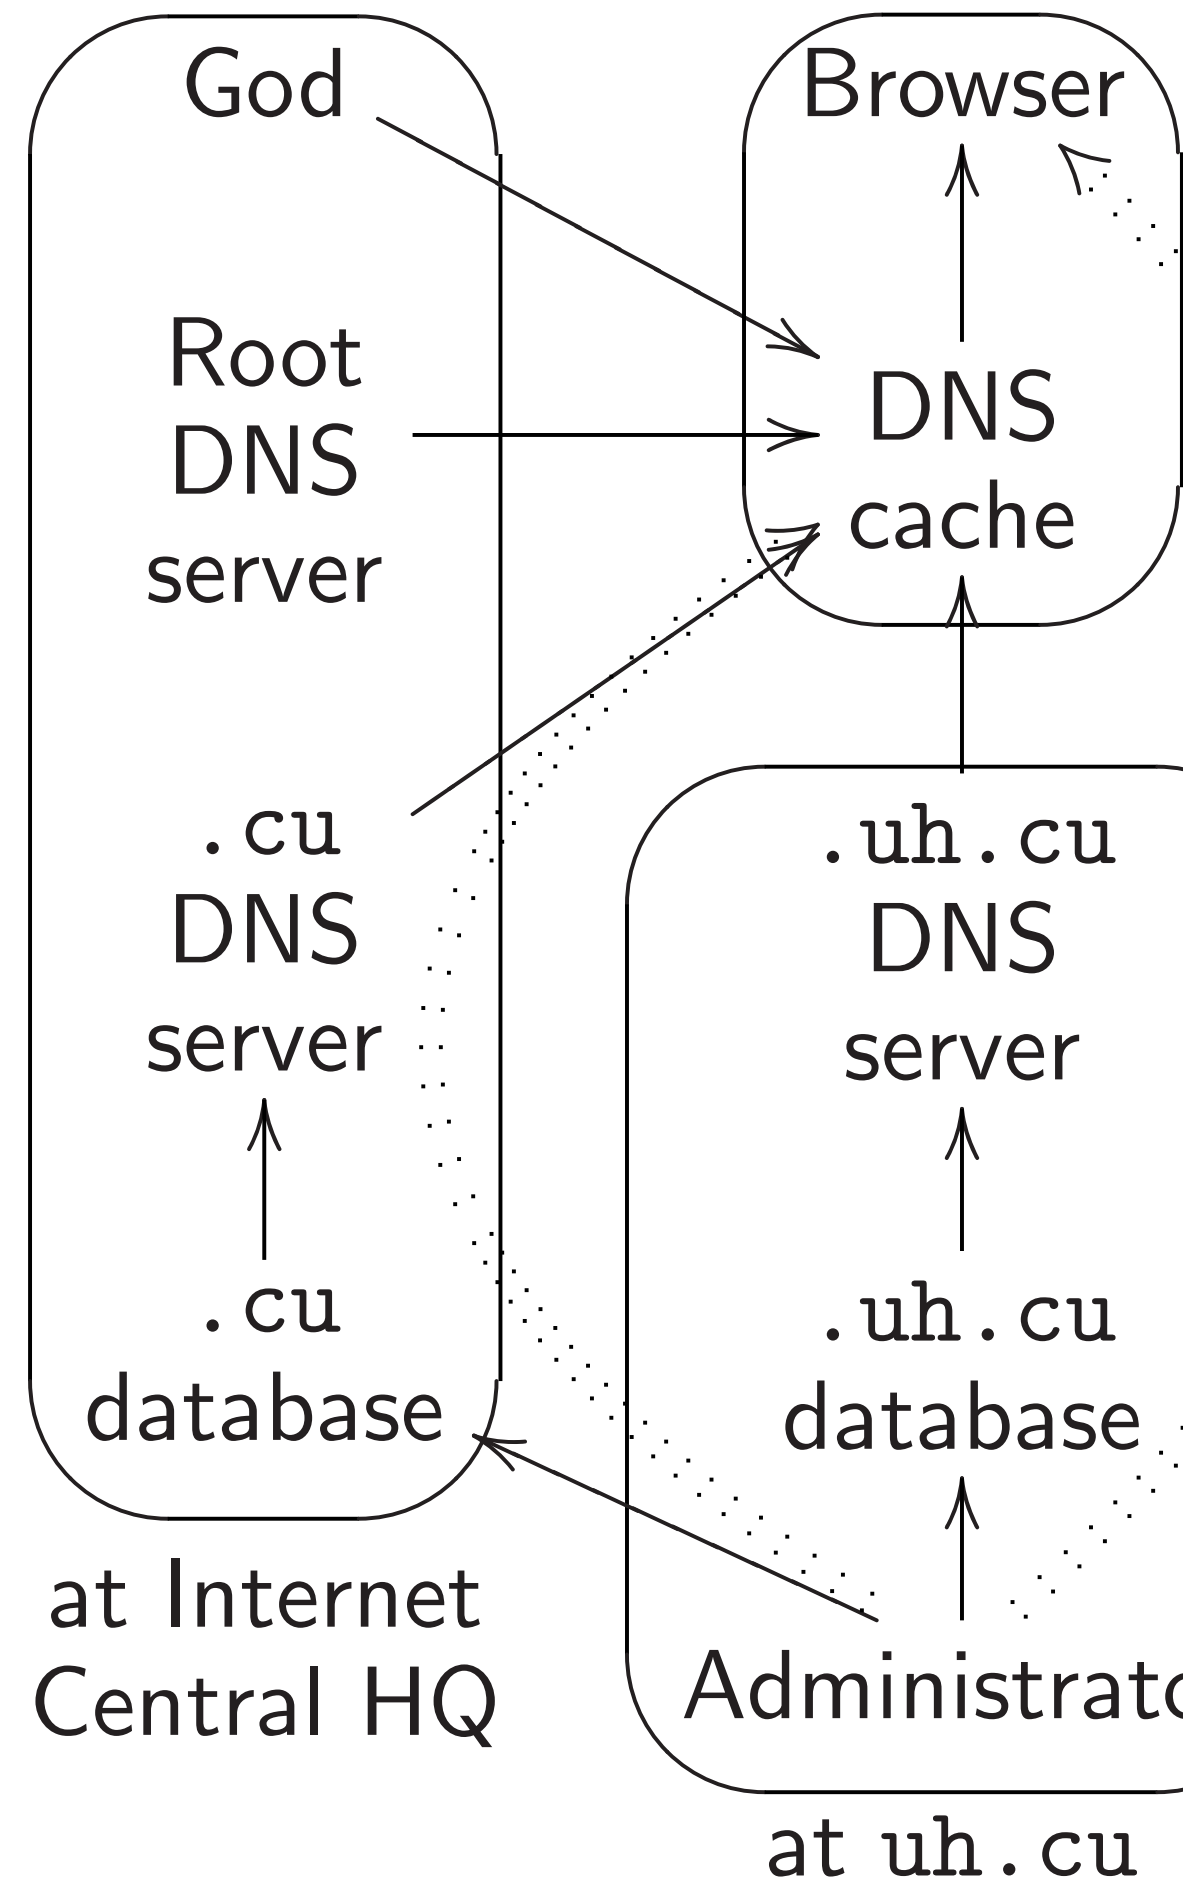 God
Root
DNS
server
.cu
DNS
server
.cu
database
at Internet
Central HQ
Browser
DNS
cache
.uh.cu
DNS
server
.uh.cu
database
Administrato
at uh.cu